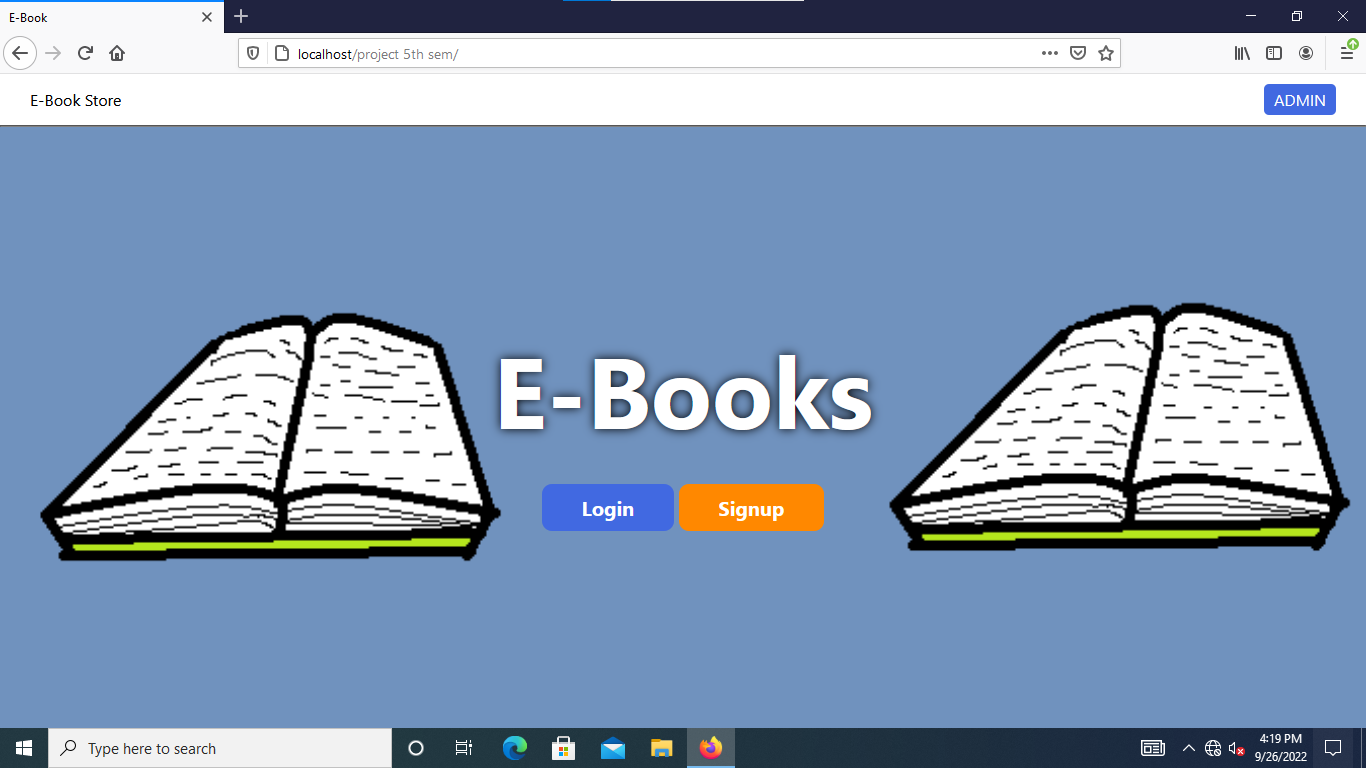 E-Book
localhost/project 5th sem/
E-Book Store
ADMIN
E-Books
Login
Signup
Type here to search
4:19 PM
9/26/2022